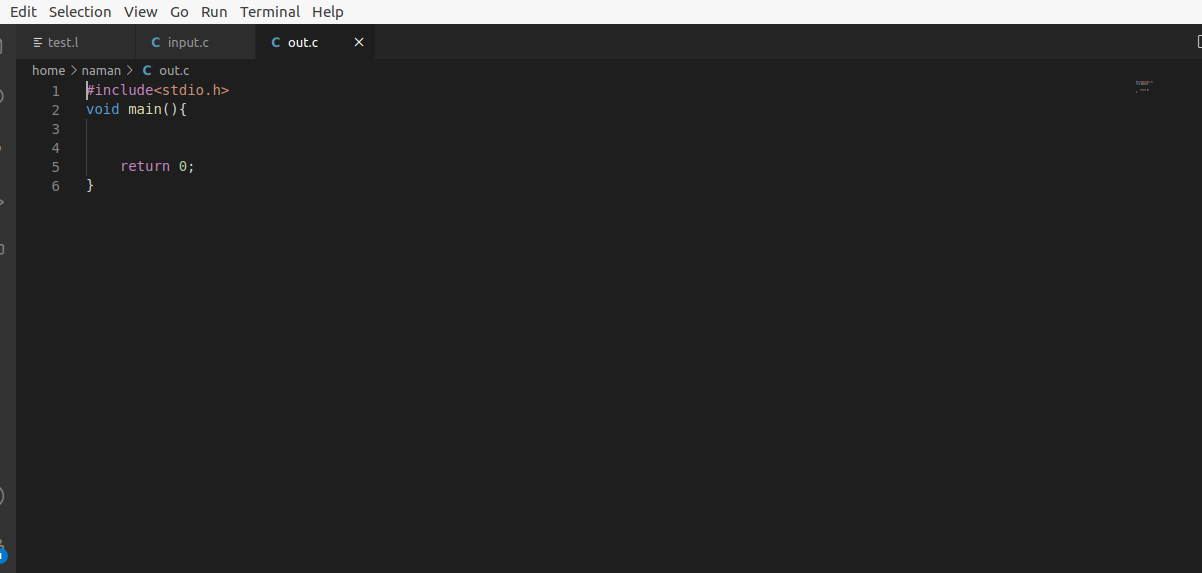 Edit Selection View Go Run Terminal Help
test.l C input.c C out.c ×
home > naman > C out.c
1 #include<stdio.h>
2 void main(){
3
4
5 return 0;
6 }